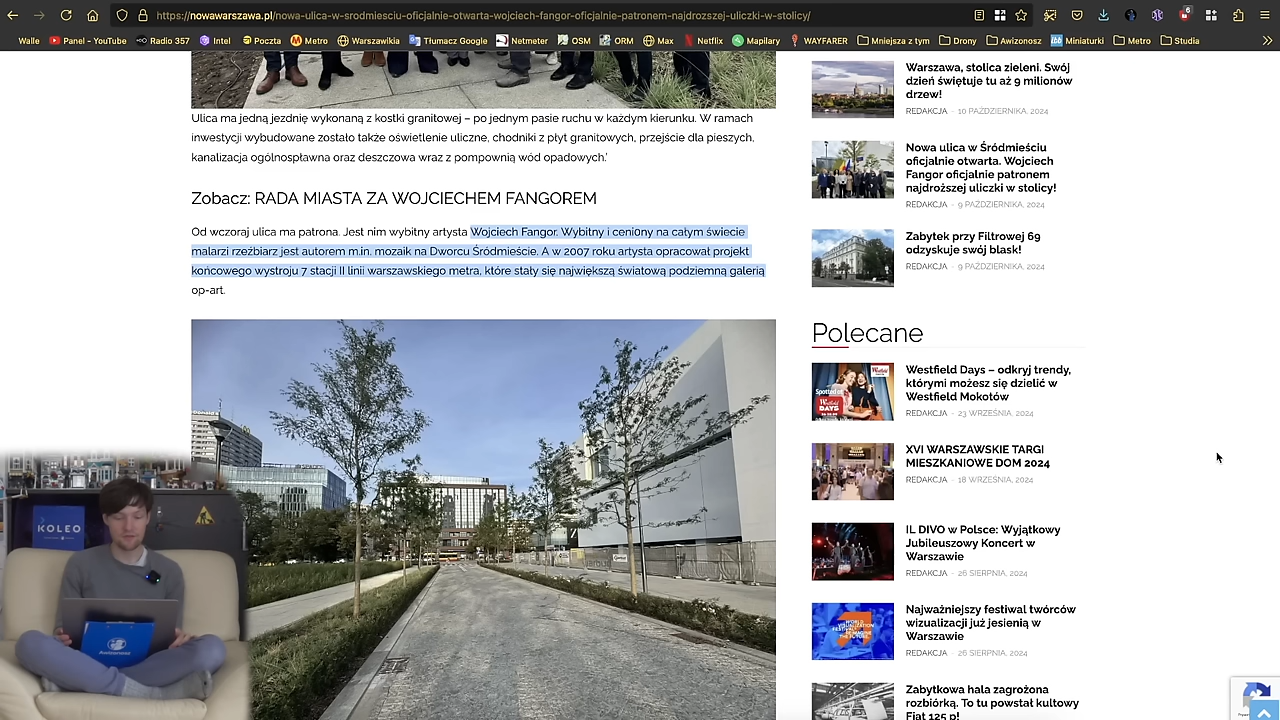 https://nowawarszawa.pl/nowa-ulica-w-srodmiesciu-oficjalnie-otwarta-wojciech-fangor-oficjalnie-patronem-najdrozszej-uliczki-w-stolicy/
6
Walle Panel - YouTube Radio 357 Intel Poczta Metro Warszawikia Tłumacz Google Netmeter OSM ORM Max Netflix Mapilary WAYFARER Mniejsza z tym Drony Awizonosz Miniaturki Metro Studia
Ulica ma jedną jezdnię wykonaną z kostki granitowej – po jednym pasie ruchu w każdym kierunku. W ramach
inwestycji wybudowane zostało także oświetlenie uliczne, chodniki z płyt granitowych, przejście dla pieszych,
kanalizacja ogólnospławna oraz deszczowa wraz z pompownią wód opadowych.'
Zobacz: RADA MIASTA ZA WOJCIECHEM FANGOREM
Od wczoraj ulica ma patrona. Jest nim wybitny artysta Wojciech Fangor. Wybitny i ceni0ny na całym świecie
malarzi rzeźbiarz jest autorem m.in. mozaik na Dworcu Śródmieście. A w 2007 roku artysta opracował projekt
końcowego wystroju 7 stacji II linii warszawskiego metra, które stały się największą światową podziemną galerią
op-art.
KOLEO
Awizonosz
Warszawa, stolica zieleni. Swój
dzień świętuje tu aż 9 milionów
drzew!
REDAKCJA - 10 PAŹDZIERNIKA, 2024
Nowa ulica w Śródmieściu
oficjalnie otwarta. Wojciech
Fangor oficjalnie patronem
najdroższej uliczki w stolicy!
REDAKCJA - 9 PAŹDZIERNIKA, 2024
Zabytek przy Filtrowej 69
odzyskuje swój blask!
REDAKCJA - 9 PAŹDZIERNIKA, 2024
Polecane
Westfield Days – odkryj trendy,
którymi możesz się dzielić w
Westfield Mokotów
REDAKCJA - 23 WRZEŚNIA, 2024
XVI WARSZAWSKIE TARGI
MIESZKANIOWE DOM 2024
REDAKCJA - 18 WRZEŚNIA, 2024
IL DIVO w Polsce: Wyjątkowy
Jubileuszowy Koncert w
Warszawie
REDAKCJA - 26 SIERPNIA, 2024
Najważniejszy festiwal twórców
wizualizacji już jesienią w
Warszawie
REDAKCJA - 26 SIERPNIA, 2024
Zabytkowa hala zagrożona
rozbiórką. To tu powstał kultowy
Fiat 125 p!